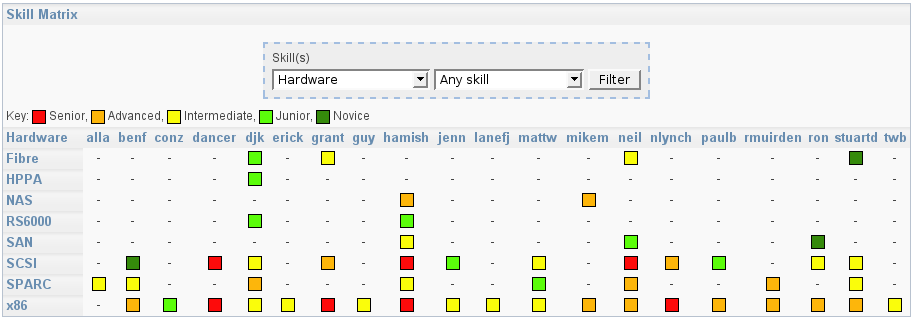 Skill Matrix
Skill(s)
Hardware Any skill Filter
Key: Senior, Advanced, Intermediate, Junior, Novice
Hardware alla benf conz dancer djk erick grant guy hamish jenn lanefj mattw mikem neil nlynch paulb rmuirden ron stuartd twb
Fibre - - - - - - - - - - - - - - - -
HPPA - - - - - - - - - - - - - - - - - - -
NAS - - - - - - - - - - - - - - - - - -
RS6000 - - - - - - - - - - - - - - - - - -
SAN - - - - - - - - - - - - - - - - -
SCSI - - - - - - - -
SPARC - - - - - - - - - - - -
x86 -